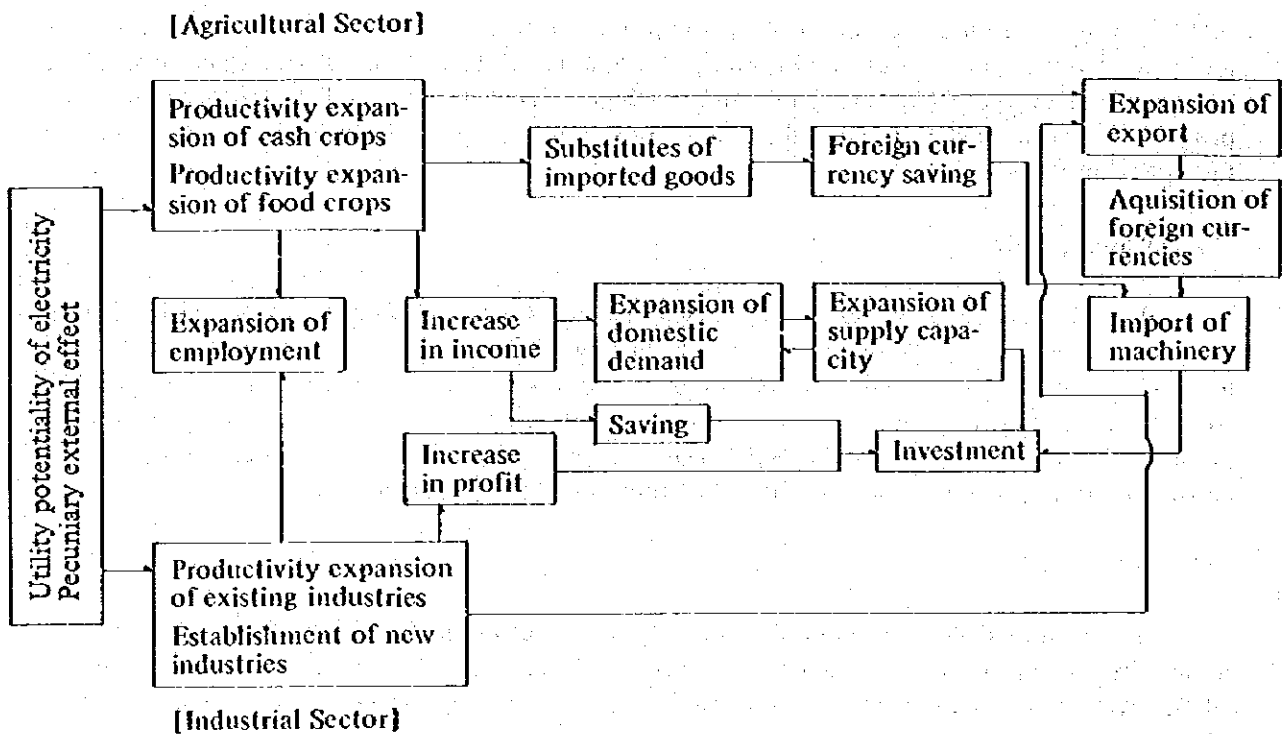 [Agricultural Sector]
Productivity expan-
sion of cash crops
Productivity expan-
sion of food crops
Substitutes of
imported goods
Foreign cur-
rency saving
Expansion of
export
Aquisition of
foreign cur-
rencies
Utility potentiality of electricity
Pecuniary external effect
Expansion of
employment
Increase
in income
Expansion of
domestic
demand
Expansion of
supply capa-
city
Import of
machinery
Saving
Increase
in profit
Investment
Productivity expansion
of existing industries
Establishment of new
industries
[Industrial Sector]